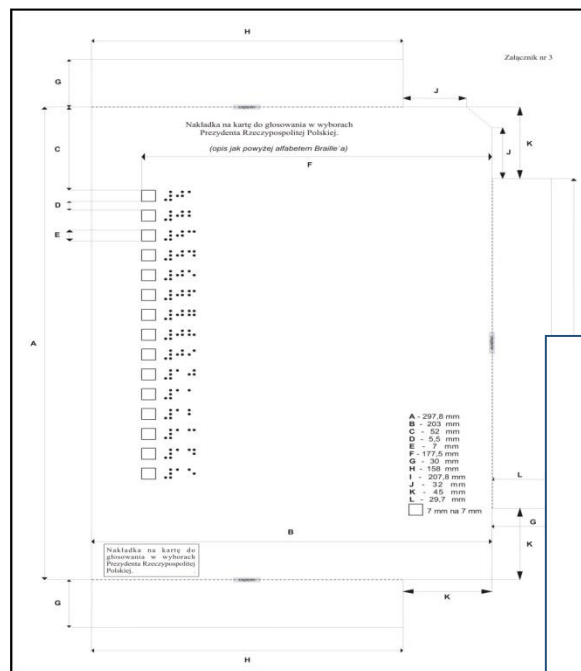 H
Załącznik nr 3
G
J
Nakładka na kartę do głosowania w wyborach
Prezydenta Rzeczypospolitej Polskiej.
K
(opis jak powyżej alfabetem Braille`a)
J
C
F
D
E
A
A - 297,8 mm
B - 203 mm
C - 52 mm
D - 5,5 mm
E - 7 mm
F - 177,5 mm
G - 30 mm
H - 158 mm
I - 207,8 mm
J - 32 mm
K - 45 mm
L - 29,7 mm
7 mm na 7 mm
L
G
B
K
Nakładka na kartę do
głosowania w wyborach
Prezydenta Rzeczypospolitej
Polskiej.
G
K
H